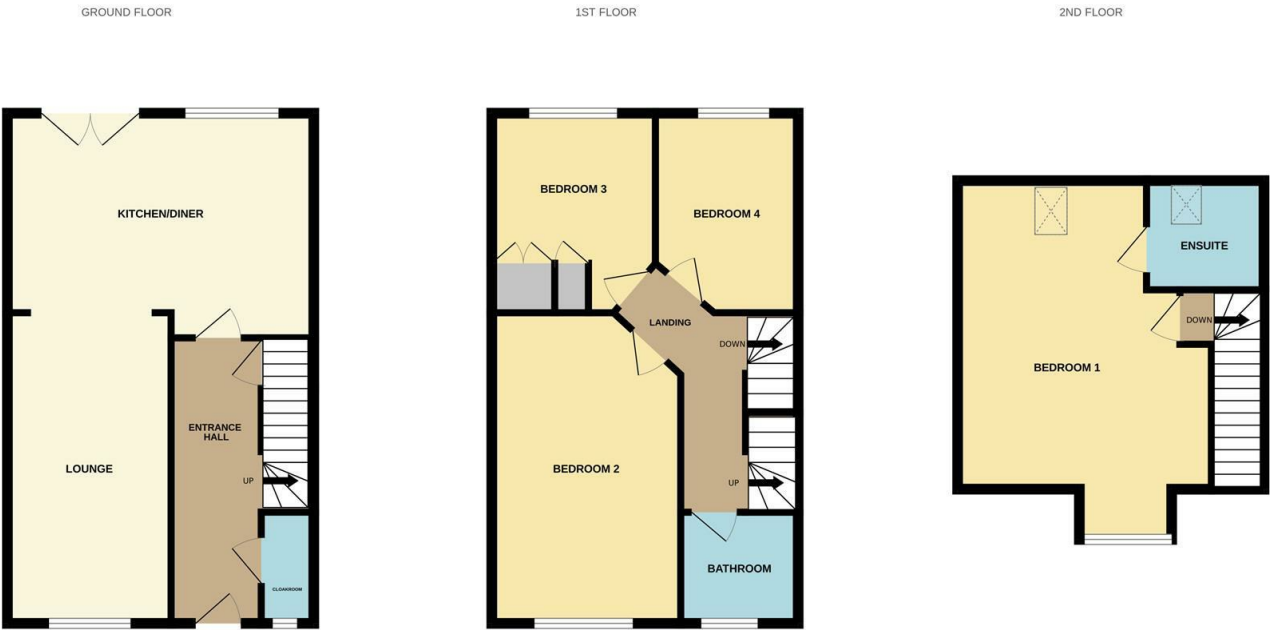 GROUND FLOOR
KITCHEN/DINER
ENTRANCE
HALL
LOUNGE
UP
CLOAKROOM
1ST FLOOR
BEDROOM 3
BEDROOM 4
LANDING
DOWN
BEDROOM 2
UP
BATHROOM
2ND FLOOR
ENSUITE
DOWN
BEDROOM 1